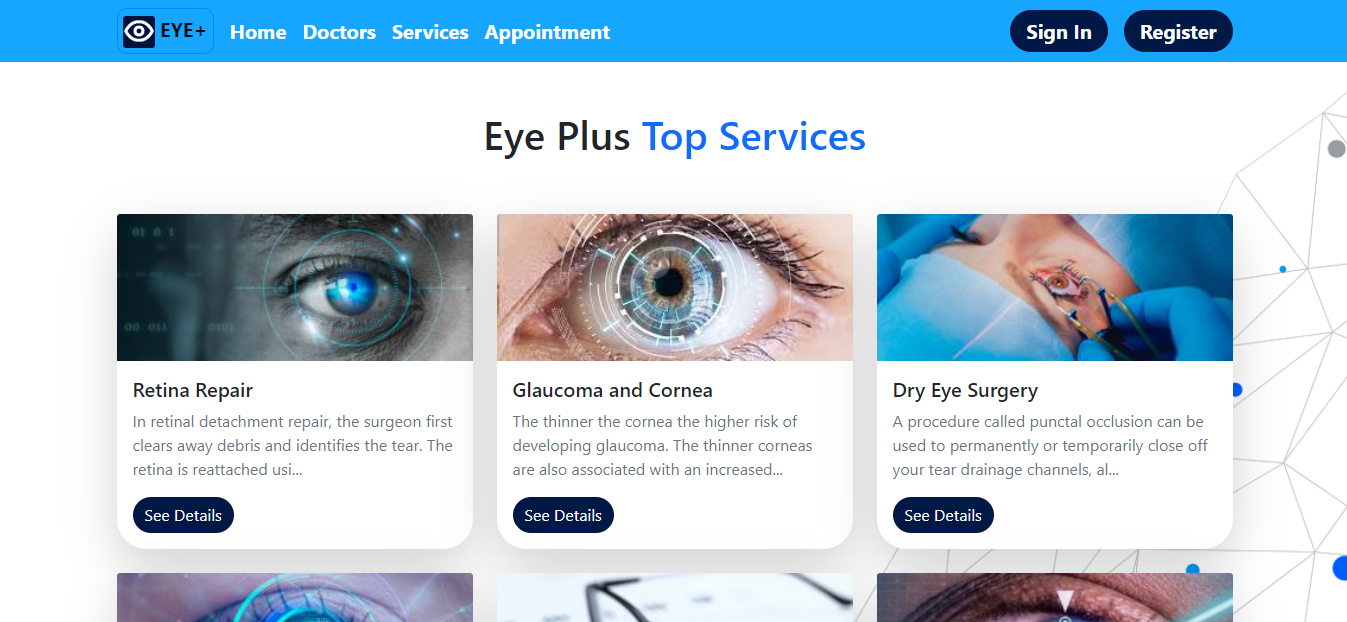 EYE+ Home Doctors Services Appointment Sign In Register
Eye Plus Top Services
01 0 1
00 011 0101
Retina Repair
In retinal detachment repair, the surgeon first
clears away debris and identifies the tear. The
retina is reattached usi...
See Details
Glaucoma and Cornea
The thinner the cornea the higher risk of
developing glaucoma. The thinner corneas
are also associated with an increased...
See Details
Dry Eye Surgery
A procedure called punctal occlusion can be
used to permanently or temporarily close off
your tear drainage channels, al...
See Details